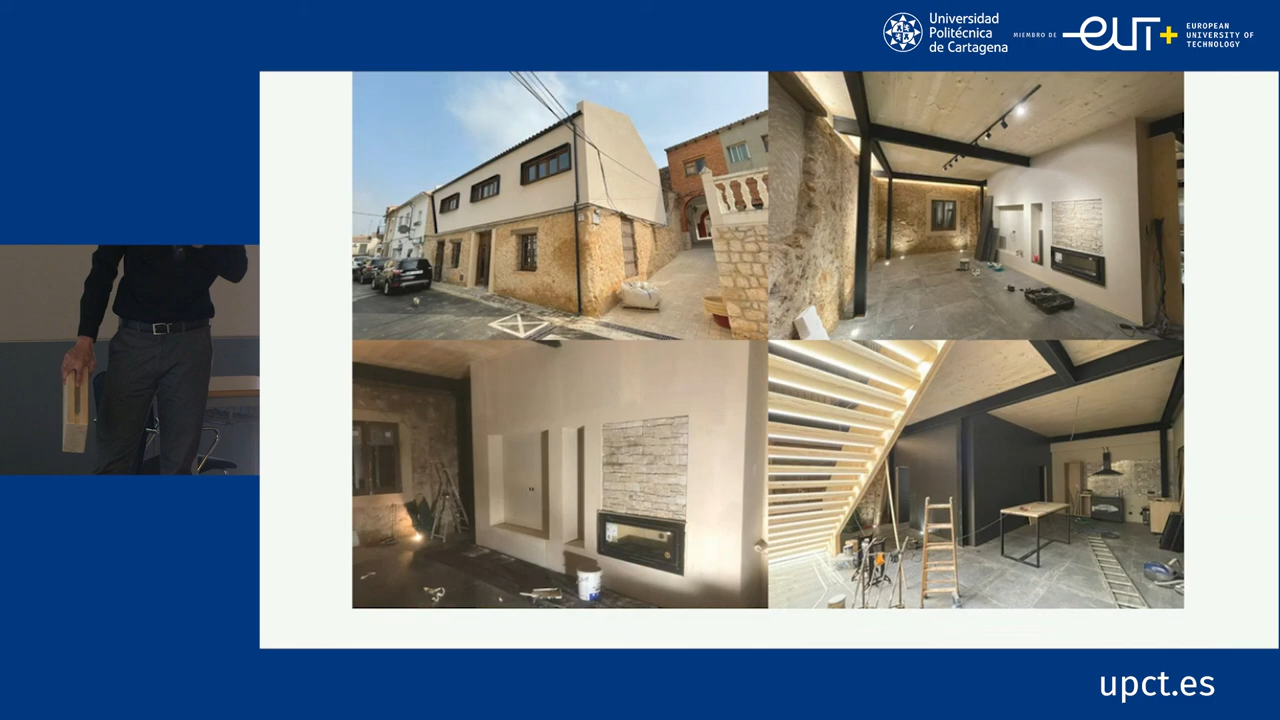 Universidad
Politécnica
de Cartagena
MIEMBRO DE
eut+
EUROPEAN
UNIVERSITY OF
TECHNOLOGY
upct.es